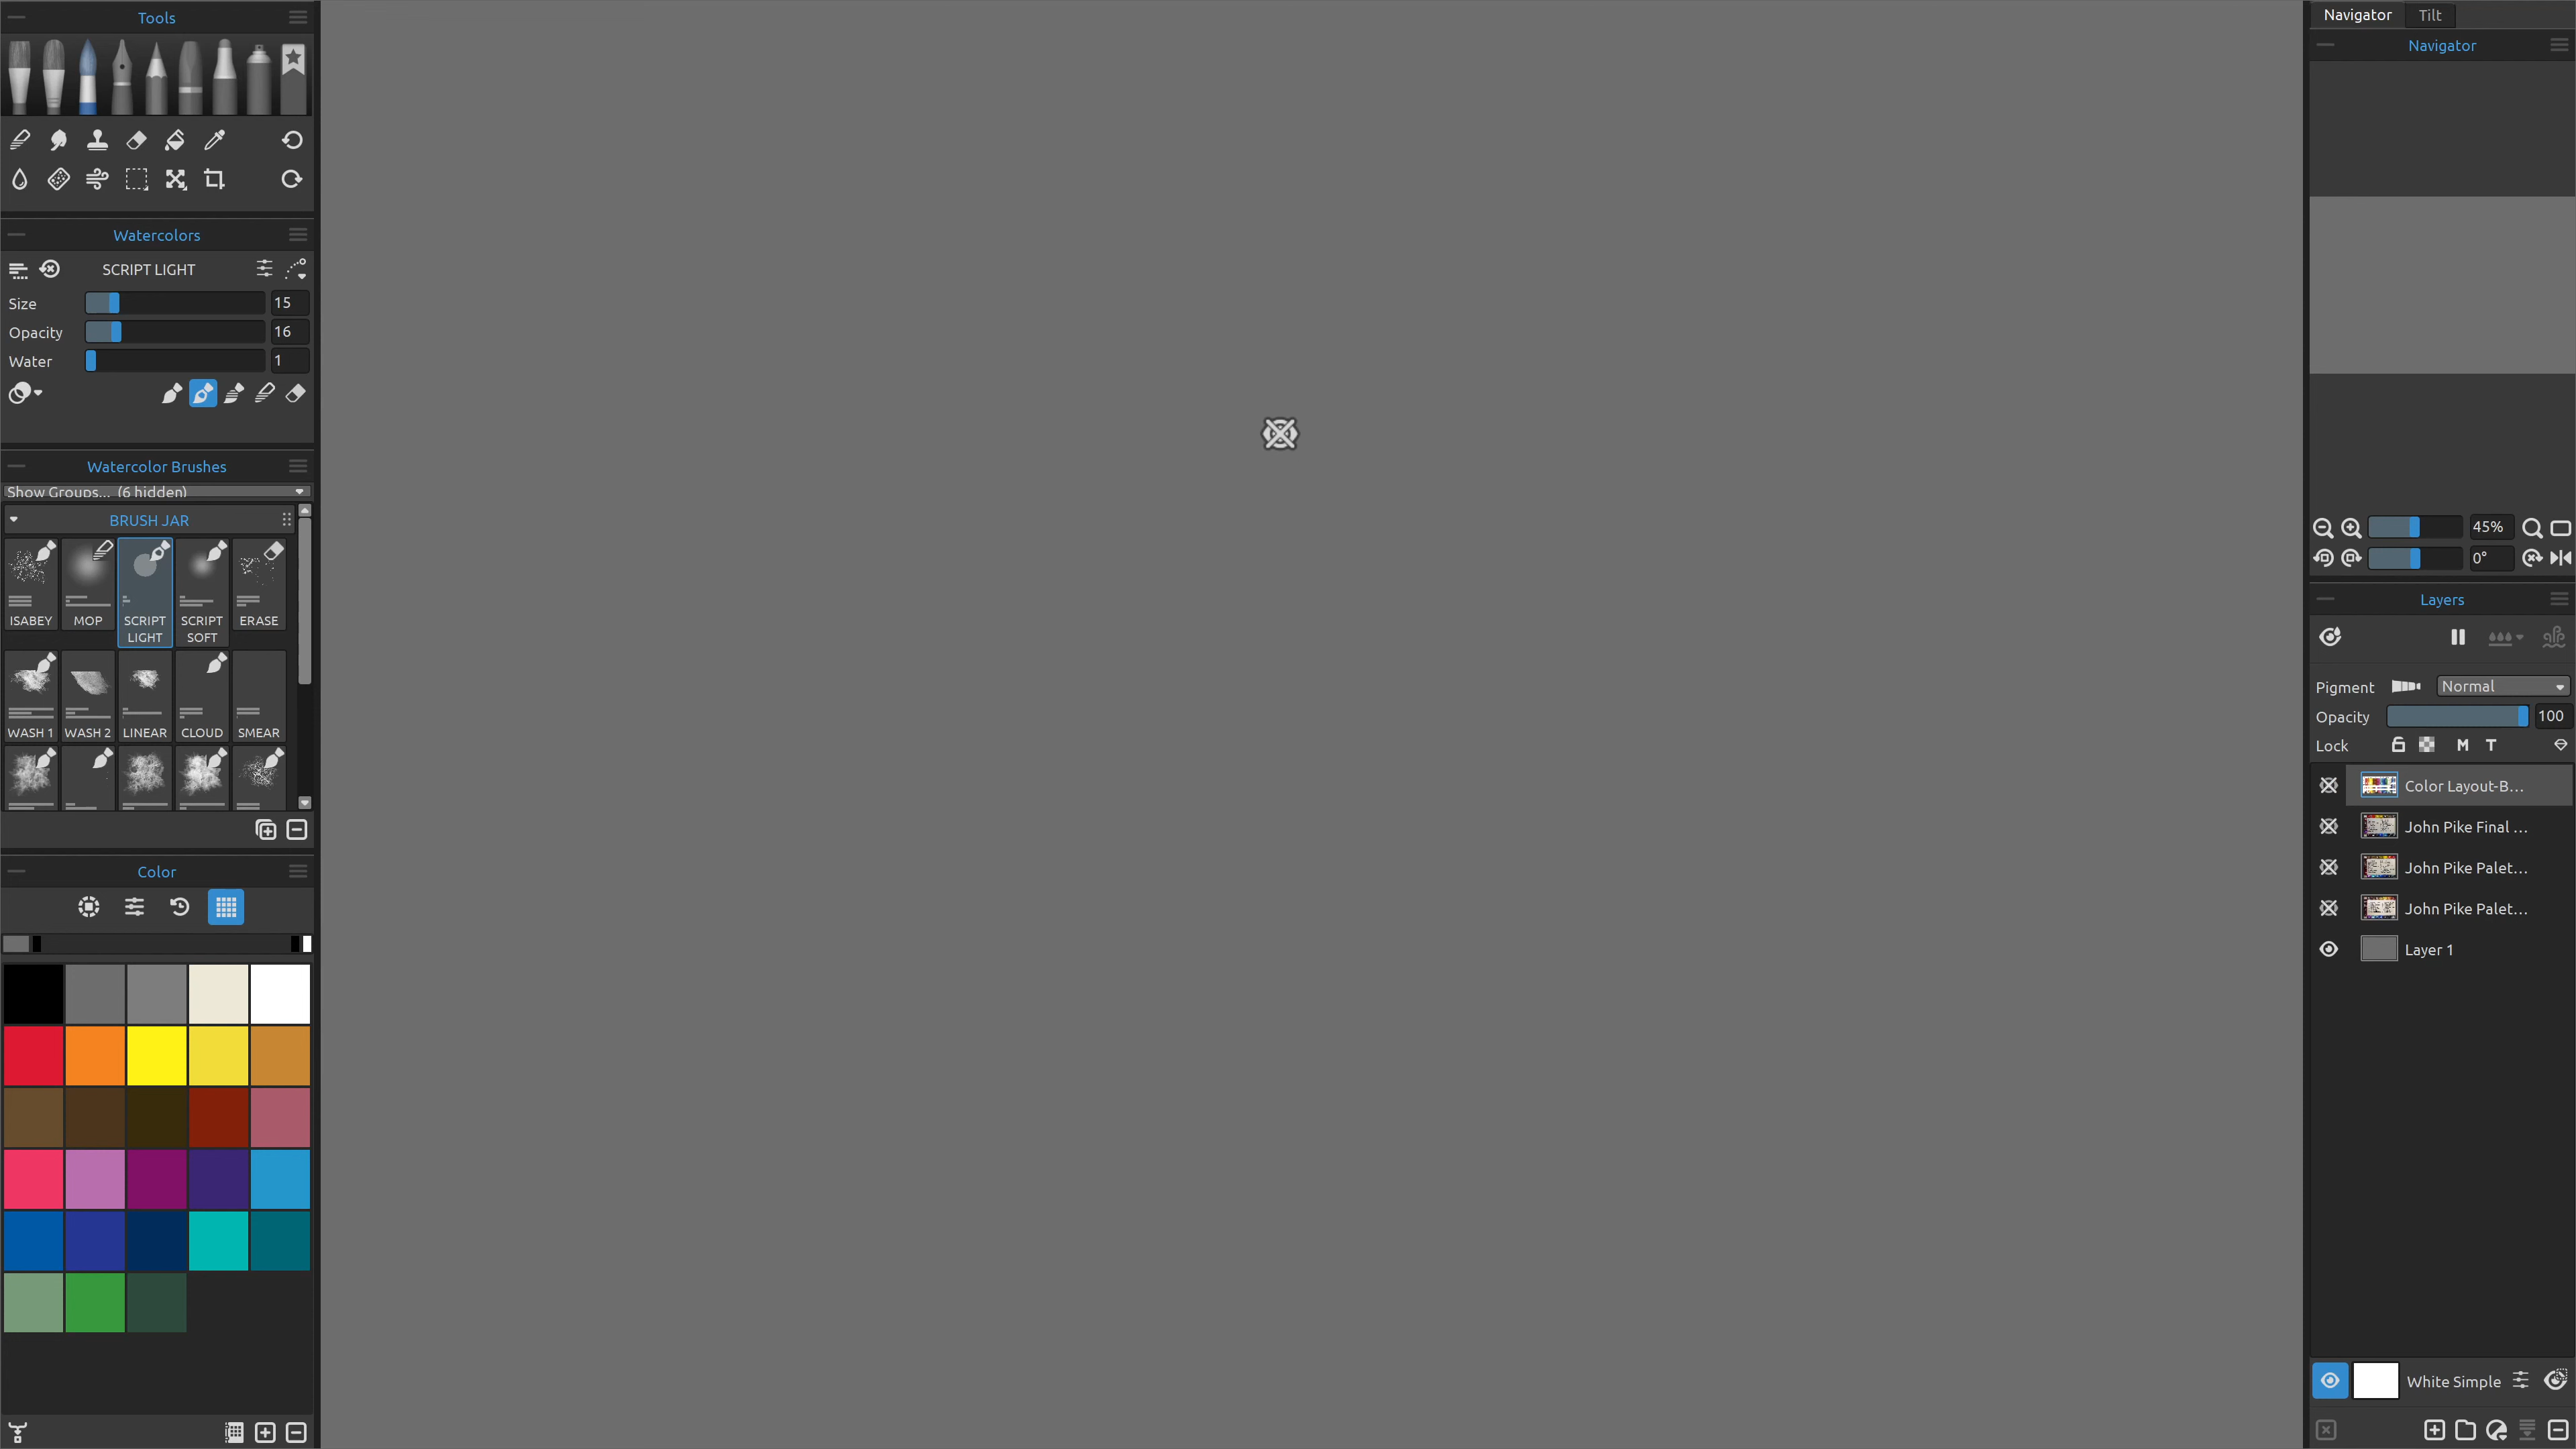 Tools
Watercolors
SCRIPT LIGHT
Size 15
Opacity 16
Water 1
Watercolor Brushes
Show Groups... (6 hidden)
BRUSH JAR
ISABEY MOP SCRIPT LIGHT SCRIPT SOFT ERASE
WASH 1 WASH 2 LINEAR CLOUD SMEAR
Color
Navigator Tilt
Navigator
45%
0°
Layers
Pigment Normal
Opacity 100
Lock M T
Color Layout-B...
John Pike Final ...
John Pike Palet...
John Pike Palet...
Layer 1
White Simple